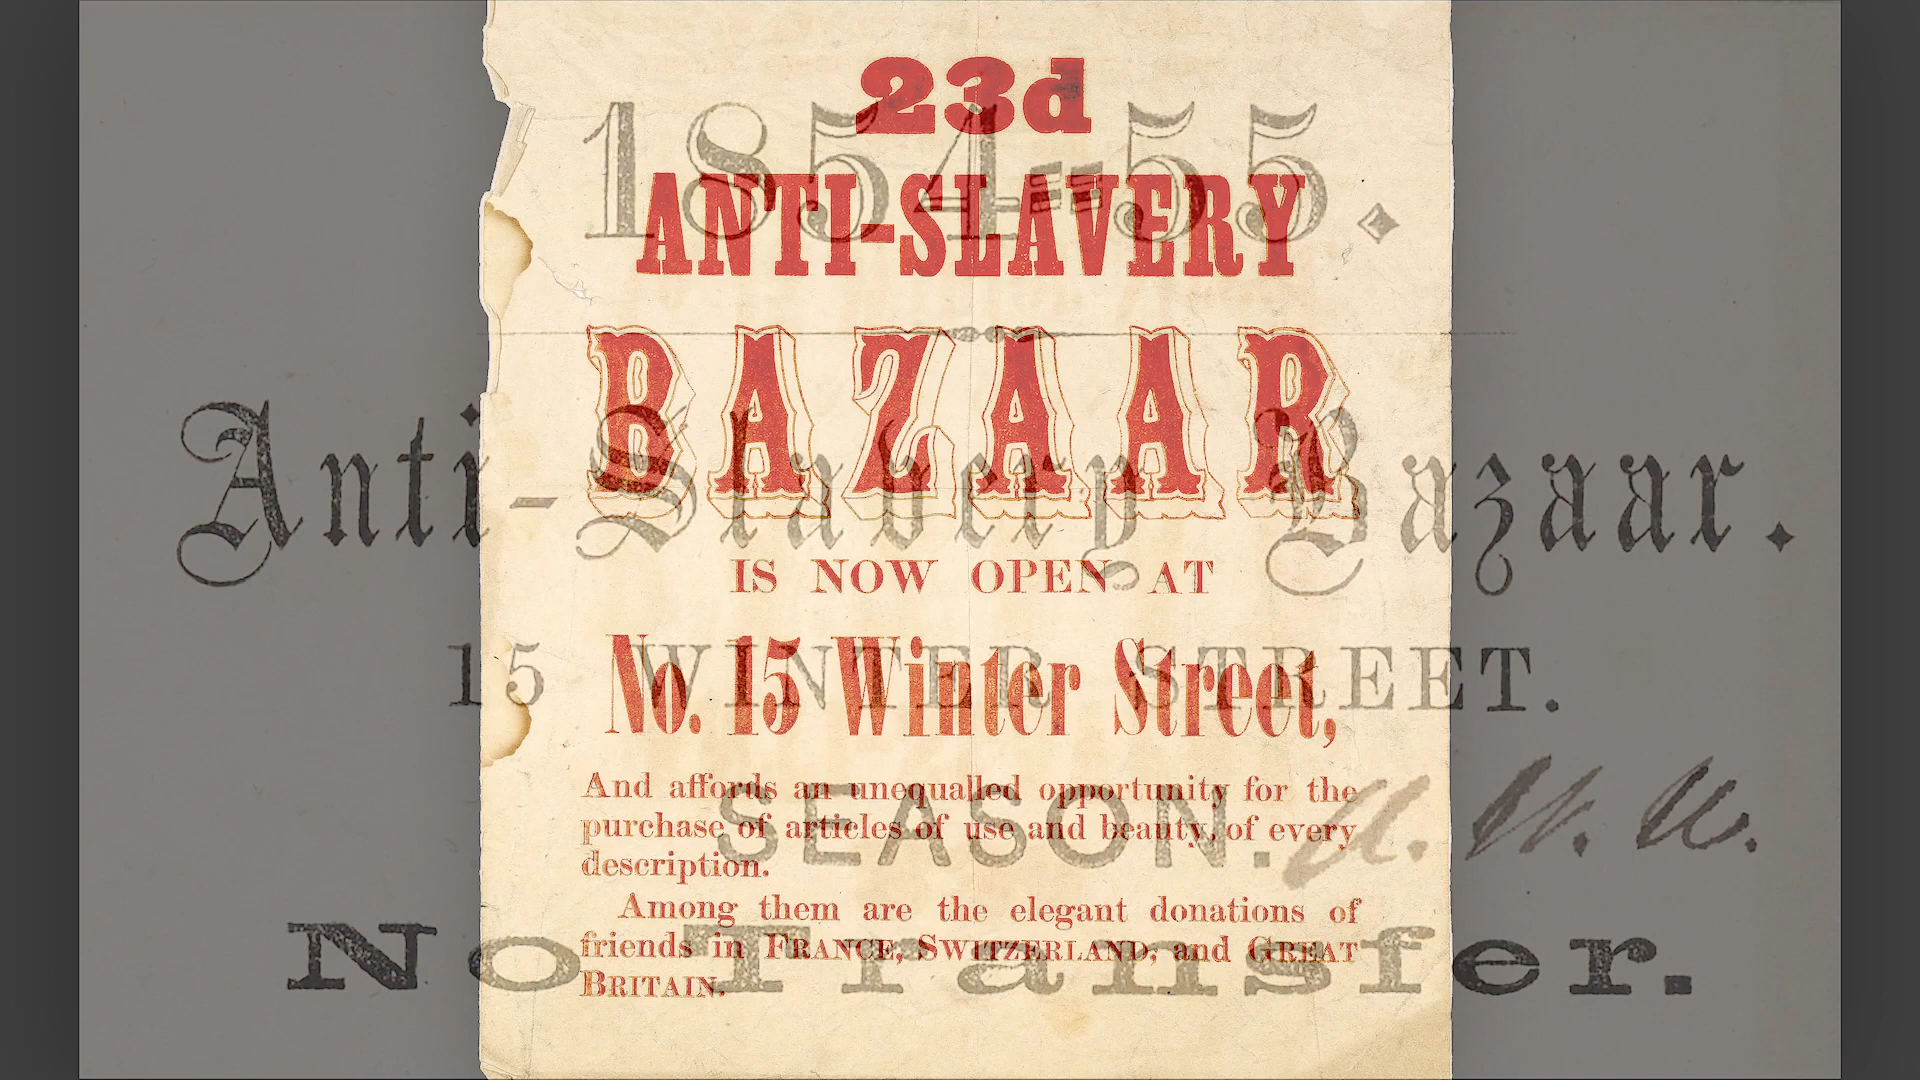 23d
ANTI-SLAVERY
BAZAAR
IS NOW OPEN AT
No. 15 Winter Street,
And affords an unequalled opportunity for the
purchase of articles of use and beauty, of every
description.
Among them are the elegant donations of
friends in FRANCE, SWITZERLAND, and GREAT
BRITAIN.
1854-55.
Anti-Slavery Bazaar.
15 WINTER STREET.
SEASON.
No Transfer.